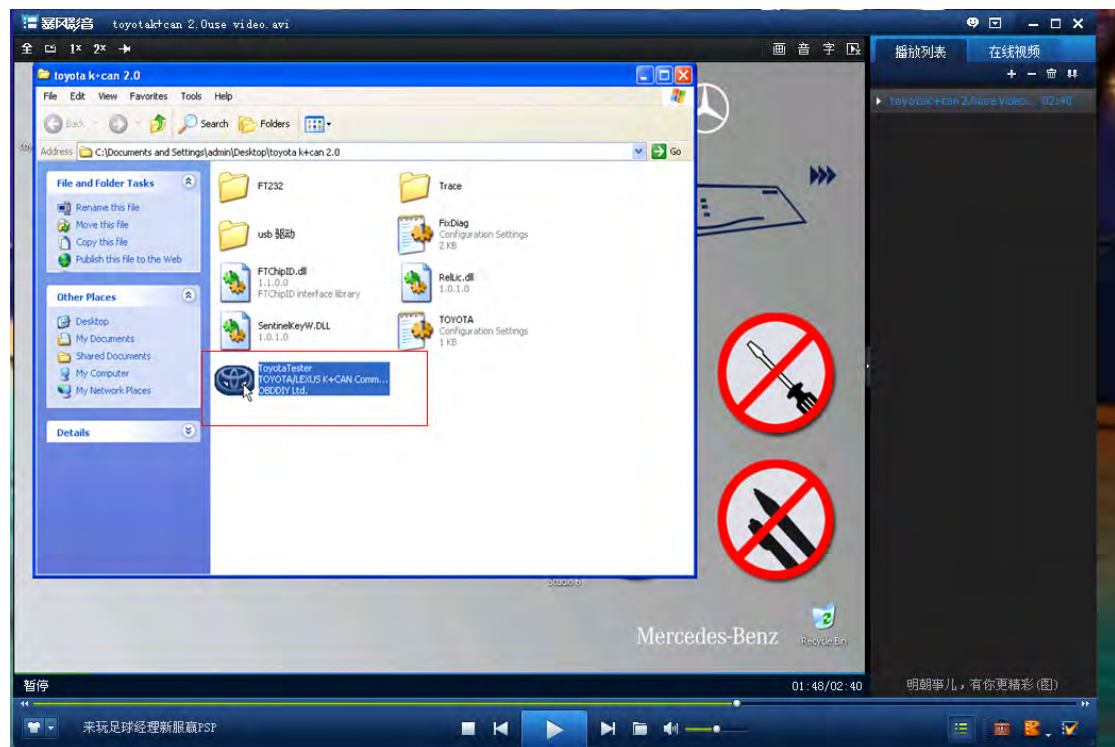 暴风影音 toyotak+can 2.0use video.avi
全 1x 2x
画 音 字
播放列表 在线视频
toyota k+can 2.0
File Edit View Favorites Tools Help
Back Search Folders
Address C:\Documents and Settings\admin\Desktop\toyota k+can 2.0 Go
File and Folder Tasks
Rename this file
Move this file
Copy this file
Publish this file to the Web
Other Places
Desktop
My Documents
Shared Documents
My Computer
My Network Places
Details
FT232
Trace
usb 驱动
FixDiag
Configuration Settings
2 KB
FTChipID.dll
1.1.0.0
FTChipID interface library
RelLic.dll
1.0.1.0
SentinelKeyW.DLL
1.0.1.0
TOYOTA
Configuration Settings
1 KB
ToyotaTester
TOYOTA/LEXUS K+CAN Comm...
OBDDIY Ltd.
toyotak+can 2.0use video... 02:40
Studio 6
Mercedes-Benz
Recycle Bin
暂停
01:48/02:40
明朝事儿，有你更精彩(图)
来玩足球经理新服赢PSP